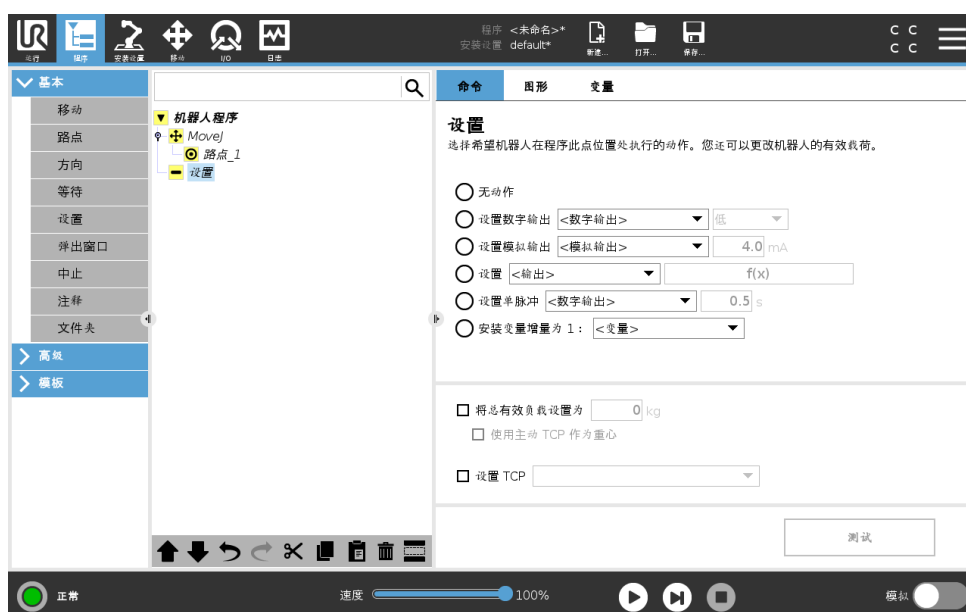 程序 <未命名>*
安装设置 default*
新建... 打开... 保存...
C C
C C
运行 程序 安装设置 移动 I/O 日志
基本
移动
路点
方向
等待
设置
弹出窗口
中止
注释
文件夹
高级
模板
机器人程序
MoveJ
路点_1
设置
命令 图形 变量
设置
选择希望机器人在程序此点位置处执行的动作。您还可以更改机器人的有效载荷。
无动作
设置数字输出 <数字输出> 低
设置模拟输出 <模拟输出> 4.0 mA
设置 <输出> f(x)
设置单脉冲 <数字输出> 0.5 s
安装变量增量为 1： <变量>
将总有效负载设置为 0 kg
使用主动 TCP 作为重心
设置 TCP
测试
正常 速度 100% 模拟